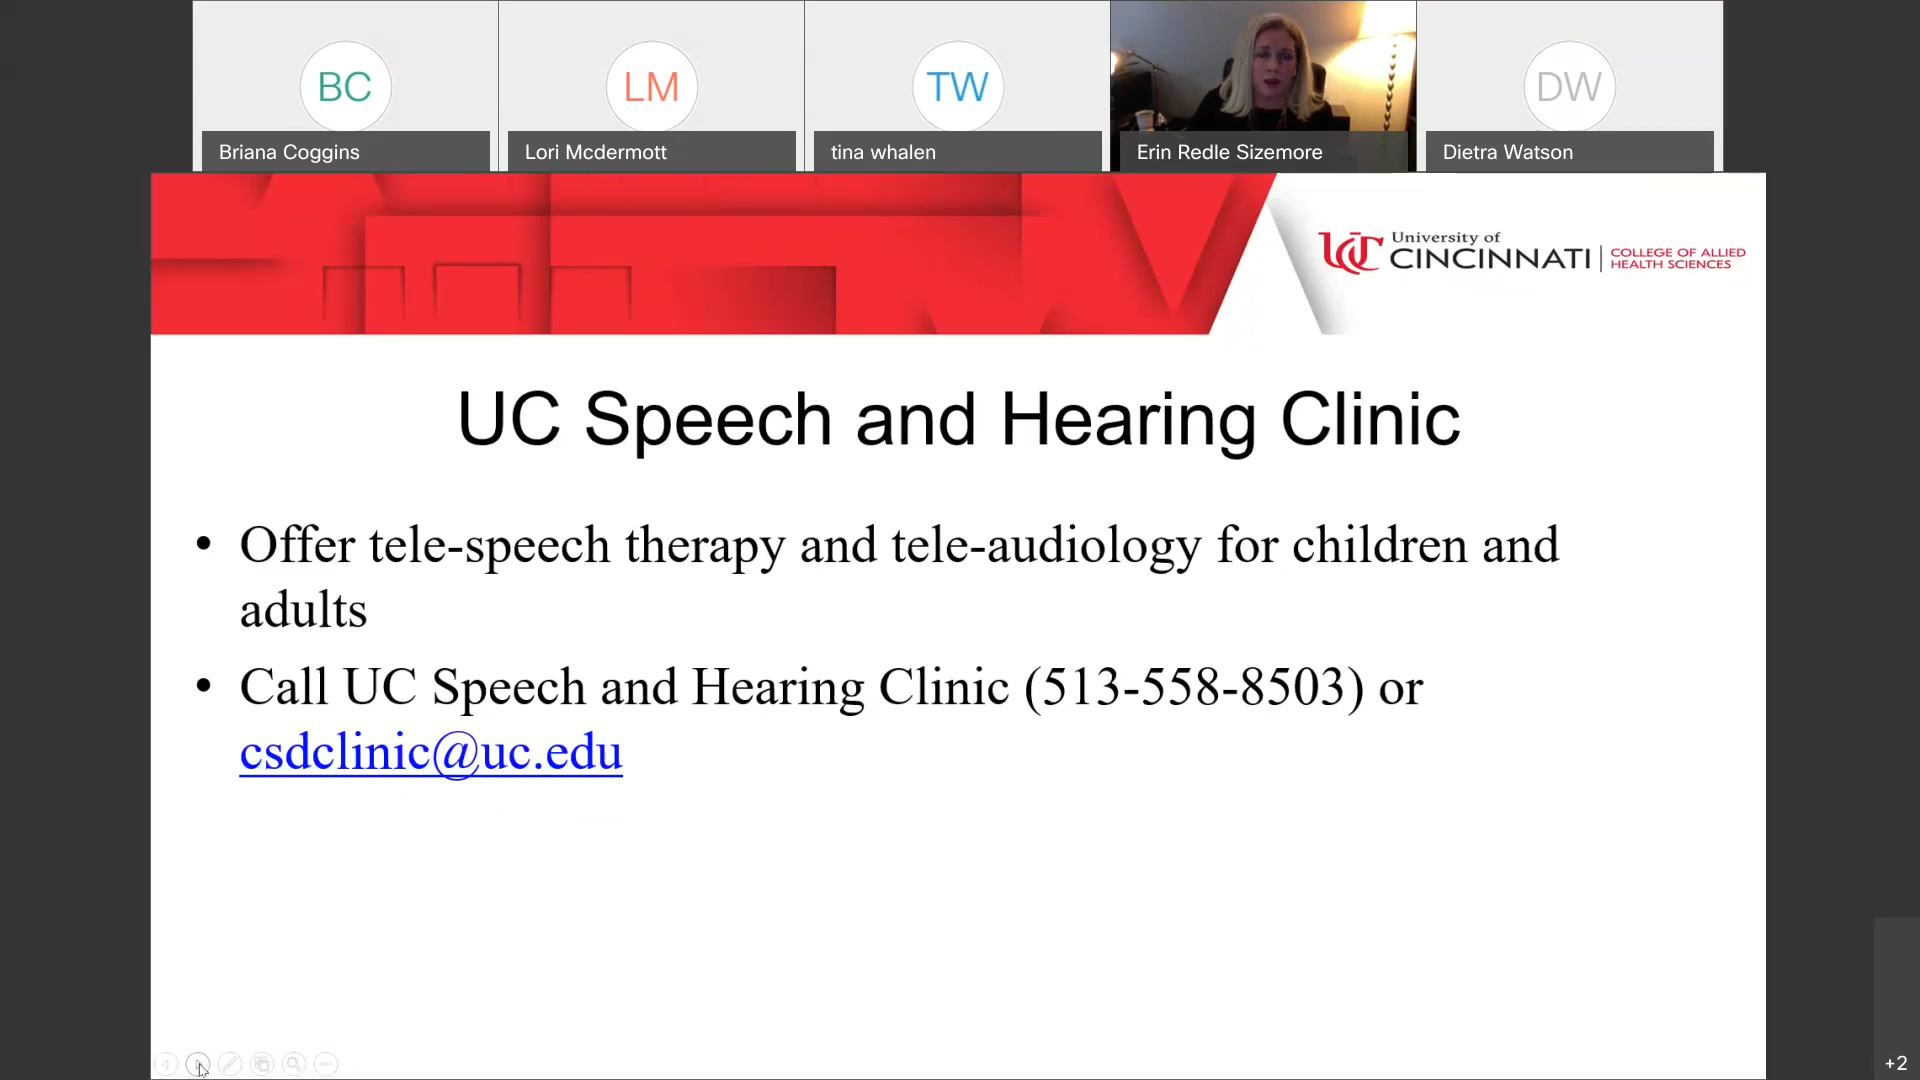 BC
LM
TW
DW
Briana Coggins
Lori Mcdermott
tina whalen
Erin Redle Sizemore
Dietra Watson
UC
University of
CINCINNATI
COLLEGE OF ALLIED
HEALTH SCIENCES
UC Speech and Hearing Clinic
• Offer tele-speech therapy and tele-audiology for children and
adults
• Call UC Speech and Hearing Clinic (513-558-8503) or
csdclinic@uc.edu
+2